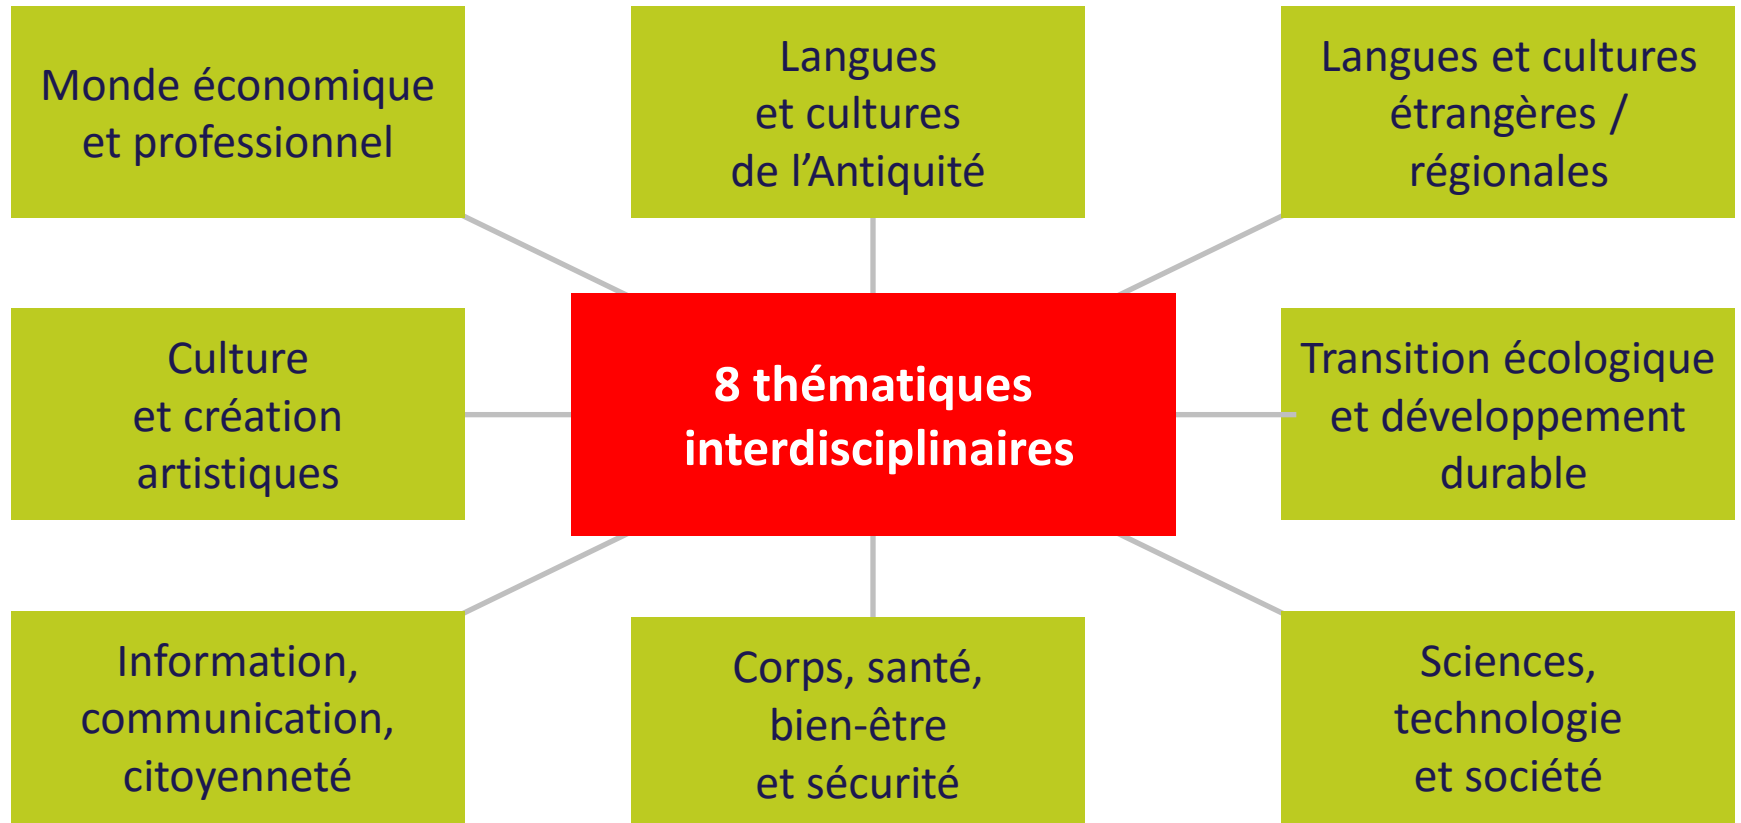 Monde économique
et professionnel
Langues
et cultures
de l’Antiquité
Langues et cultures
étrangères /
régionales
Culture
et création
artistiques
8 thématiques
interdisciplinaires
Transition écologique
et développement
durable
Information,
communication,
citoyenneté
Corps, santé,
bien-être
et sécurité
Sciences,
technologie
et société